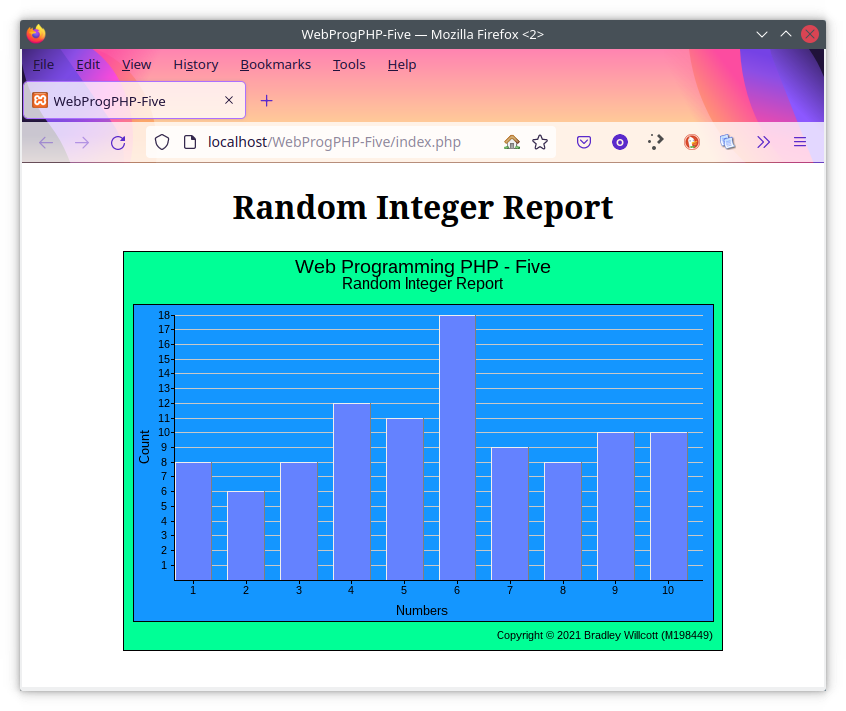 WebProgPHP-Five — Mozilla Firefox <2>
File Edit View History Bookmarks Tools Help
WebProgPHP-Five
localhost/WebProgPHP-Five/index.php
Random Integer Report
Web Programming PHP - Five
Random Integer Report
18
17
16
15
14
13
12
11
10
9
8
7
6
5
4
3
2
1
Count
1 2 3 4 5 6 7 8 9 10
Numbers
Copyright © 2021 Bradley Willcott (M198449)